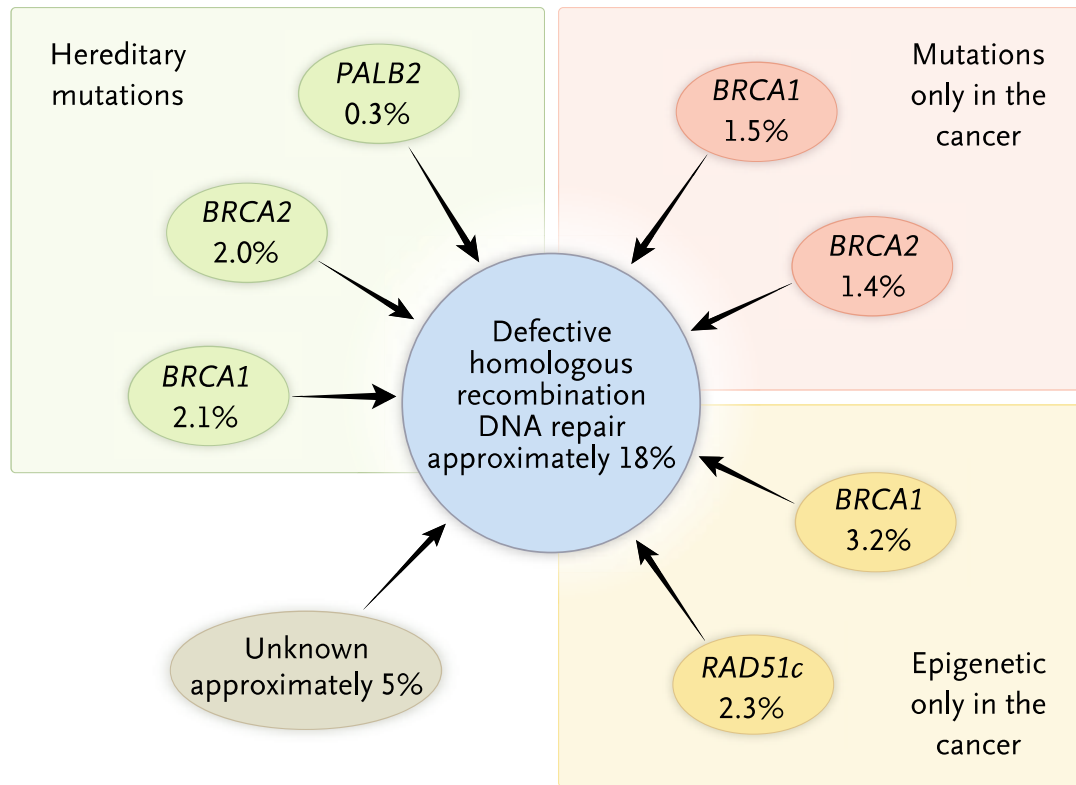 Hereditary
mutations
PALB2
0.3%
BRCA2
2.0%
BRCA1
2.1%
Mutations
only in the
cancer
BRCA1
1.5%
BRCA2
1.4%
Defective
homologous
recombination
DNA repair
approximately 18%
BRCA1
3.2%
RAD51c
2.3%
Epigenetic
only in the
cancer
Unknown
approximately 5%